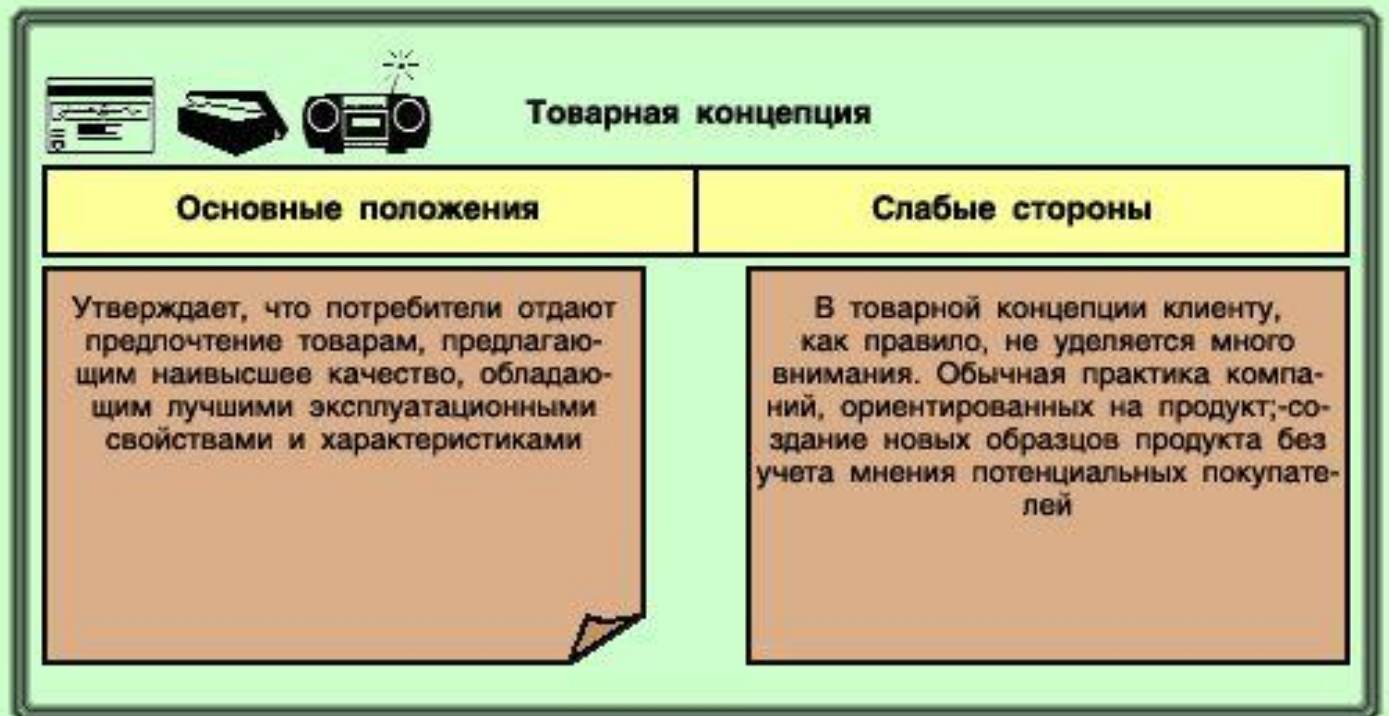 Товарная концепция
Основные положения
Слабые стороны
Утверждает, что потребители отдают
предпочтение товарам, предлагаю-
щим наивысшее качество, обладаю-
щим лучшими эксплуатационными
свойствами и характеристиками
В товарной концепции клиенту,
как правило, не уделяется много
внимания. Обычная практика компа-
ний, ориентированных на продукт;-со-
здание новых образцов продукта без
учета мнения потенциальных покупате-
лей